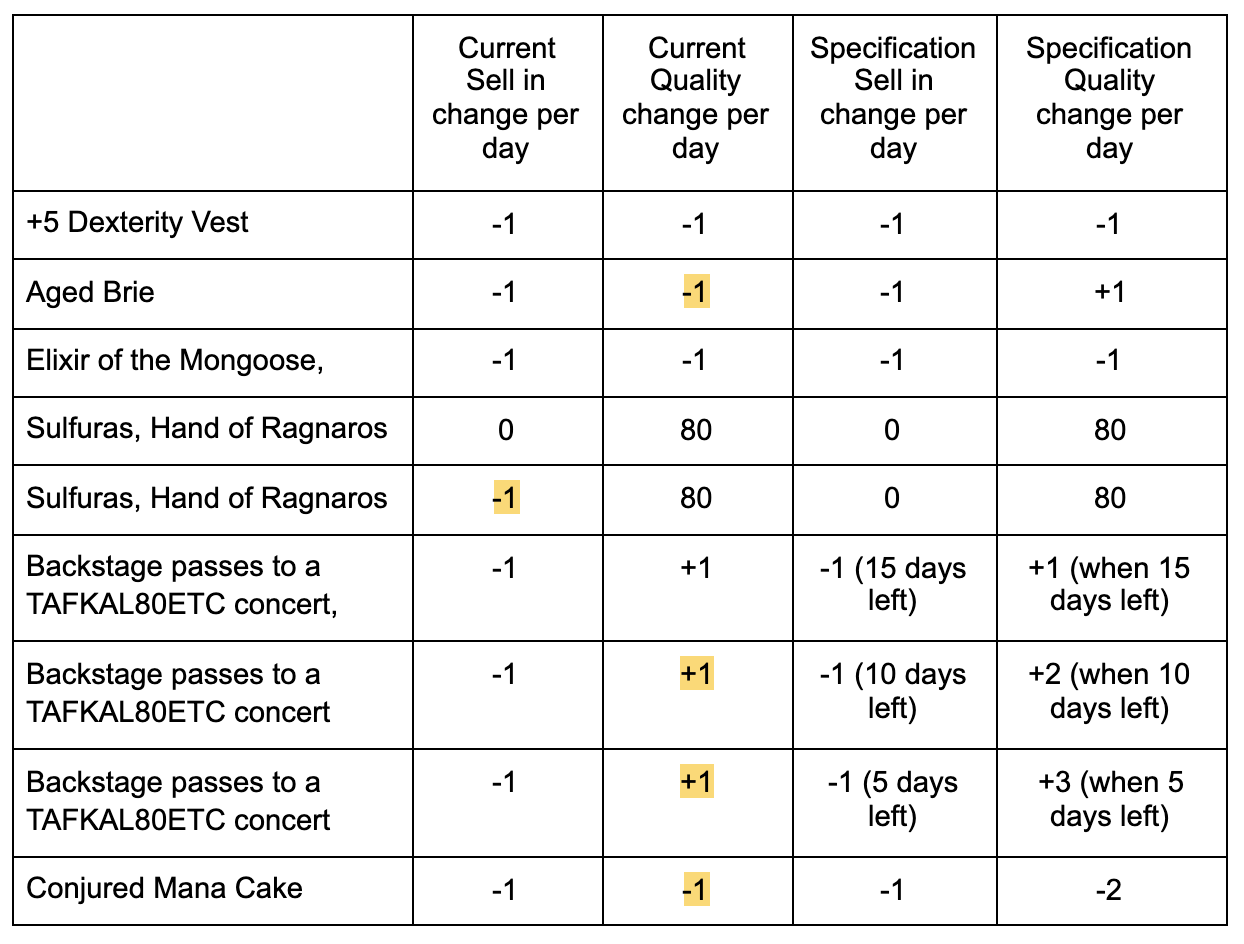 Current Sell in change per day
Current Quality change per day
Specification Sell in change per day
Specification Quality change per day
+5 Dexterity Vest -1 -1 -1 -1
Aged Brie -1 -1 -1 +1
Elixir of the Mongoose, -1 -1 -1 -1
Sulfuras, Hand of Ragnaros 0 80 0 80
Sulfuras, Hand of Ragnaros -1 80 0 80
Backstage passes to a TAFKAL80ETC concert, -1 +1 -1 (15 days left) +1 (when 15 days left)
Backstage passes to a TAFKAL80ETC concert -1 +1 -1 (10 days left) +2 (when 10 days left)
Backstage passes to a TAFKAL80ETC concert -1 +1 -1 (5 days left) +3 (when 5 days left)
Conjured Mana Cake -1 -1 -1 -2